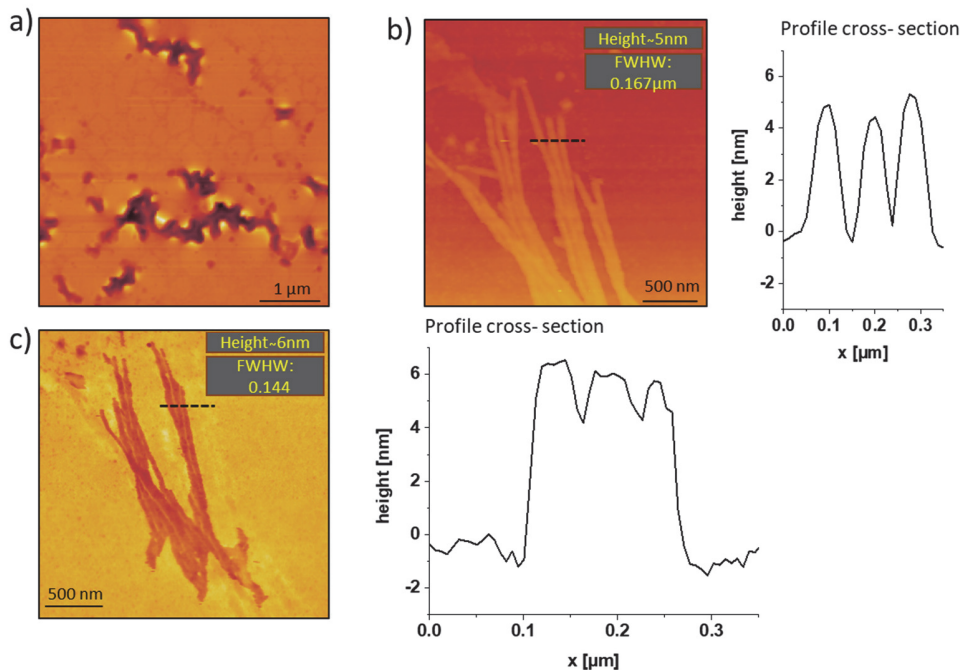 a)
1 µm
b)
Height~5nm
FWHW:
0.167µm
500 nm
Profile cross- section
height [nm]
6
4
2
0
-2
0.0 0.1 0.2 0.3
x [µm]
c)
Height~6nm
FWHW:
0.144
500 nm
Profile cross- section
height [nm]
6
4
2
0
-2
0.0 0.1 0.2 0.3
x [µm]